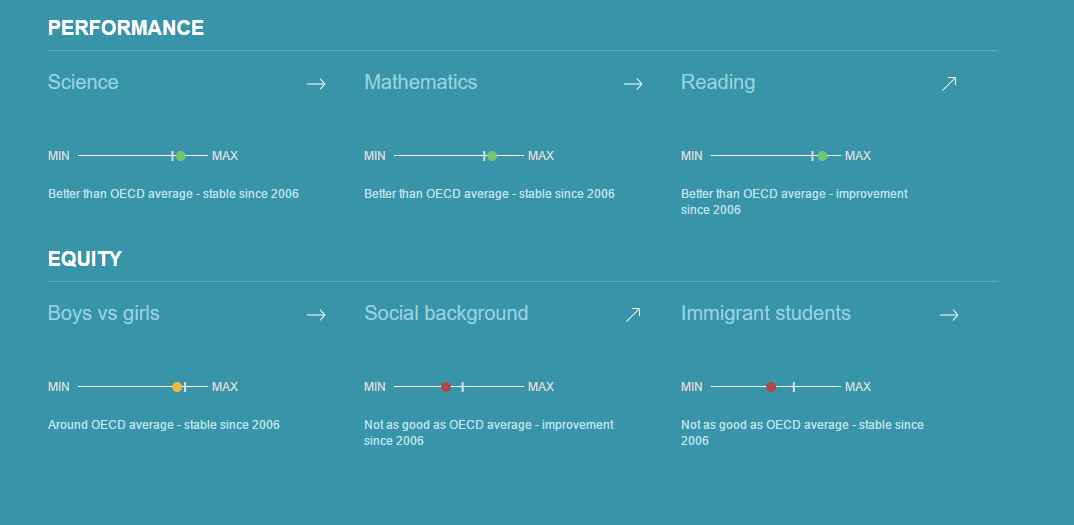 PERFORMANCE
Science
Mathematics
Reading
MIN MAX
MIN MAX
MIN MAX
Better than OECD average - stable since 2006
Better than OECD average - stable since 2006
Better than OECD average - improvement
since 2006
EQUITY
Boys vs girls
Social background
Immigrant students
MIN MAX
MIN MAX
MIN MAX
Around OECD average - stable since 2006
Not as good as OECD average - improvement
since 2006
Not as good as OECD average - stable since
2006